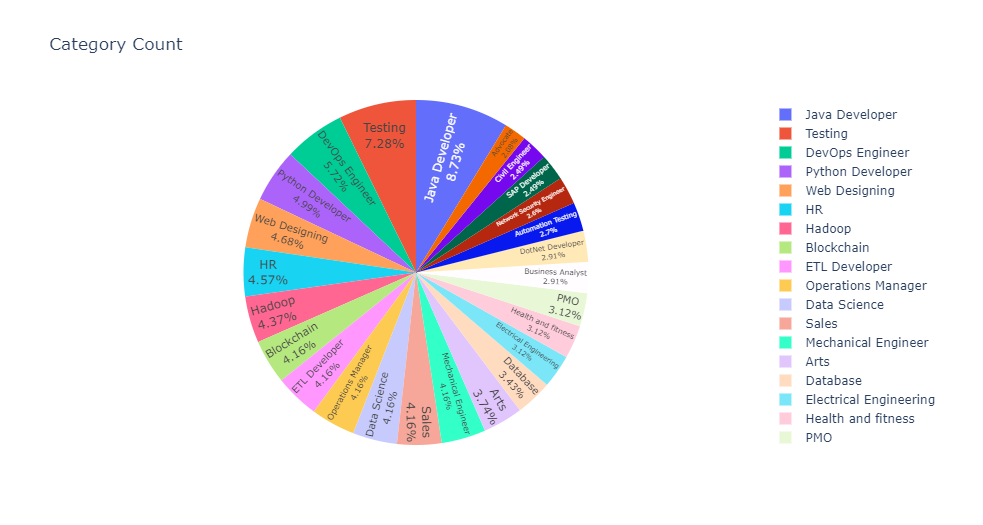 Category Count
Java Developer
8.73%
Advocate
2.08%
Civil Engineer
2.49%
SAP Developer
2.49%
Network Security Engineer
2.6%
Automation Testing
2.7%
DotNet Developer
2.91%
Business Analyst
2.91%
PMO
3.12%
Health and fitness
3.12%
Electrical Engineering
3.12%
Database
3.43%
Arts
3.74%
Mechanical Engineer
4.16%
Sales
4.16%
Data Science
4.16%
Operations Manager
4.16%
ETL Developer
4.16%
Blockchain
4.16%
Hadoop
4.37%
HR
4.57%
Web Designing
4.68%
Python Developer
4.99%
DevOps Engineer
5.72%
Testing
7.28%
Java Developer
Testing
DevOps Engineer
Python Developer
Web Designing
HR
Hadoop
Blockchain
ETL Developer
Operations Manager
Data Science
Sales
Mechanical Engineer
Arts
Database
Electrical Engineering
Health and fitness
PMO